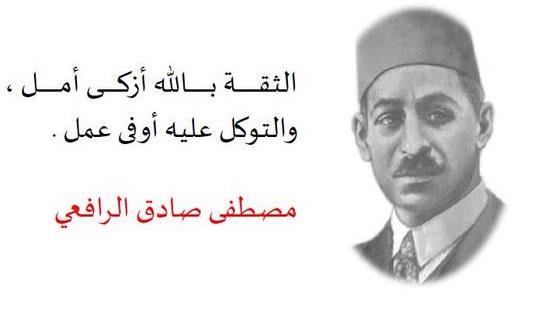 الثقة بالله أزكى أمل ،
والتوكل عليه أوفى عمل .
مصطفى صادق الرافعي